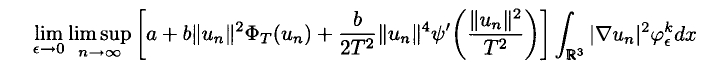 \lim_{\epsilon \to 0} \limsup_{n \to \infty} \left[ a + b\|u_n\|^2 \Phi_T(u_n) + \frac{b}{2T^2} \|u_n\|^4 \psi' \left( \frac{\|u_n\|^2}{T^2} \right) \right] \int_{\mathbb{R}^3} |\nabla u_n|^2 \varphi_\epsilon^k dx